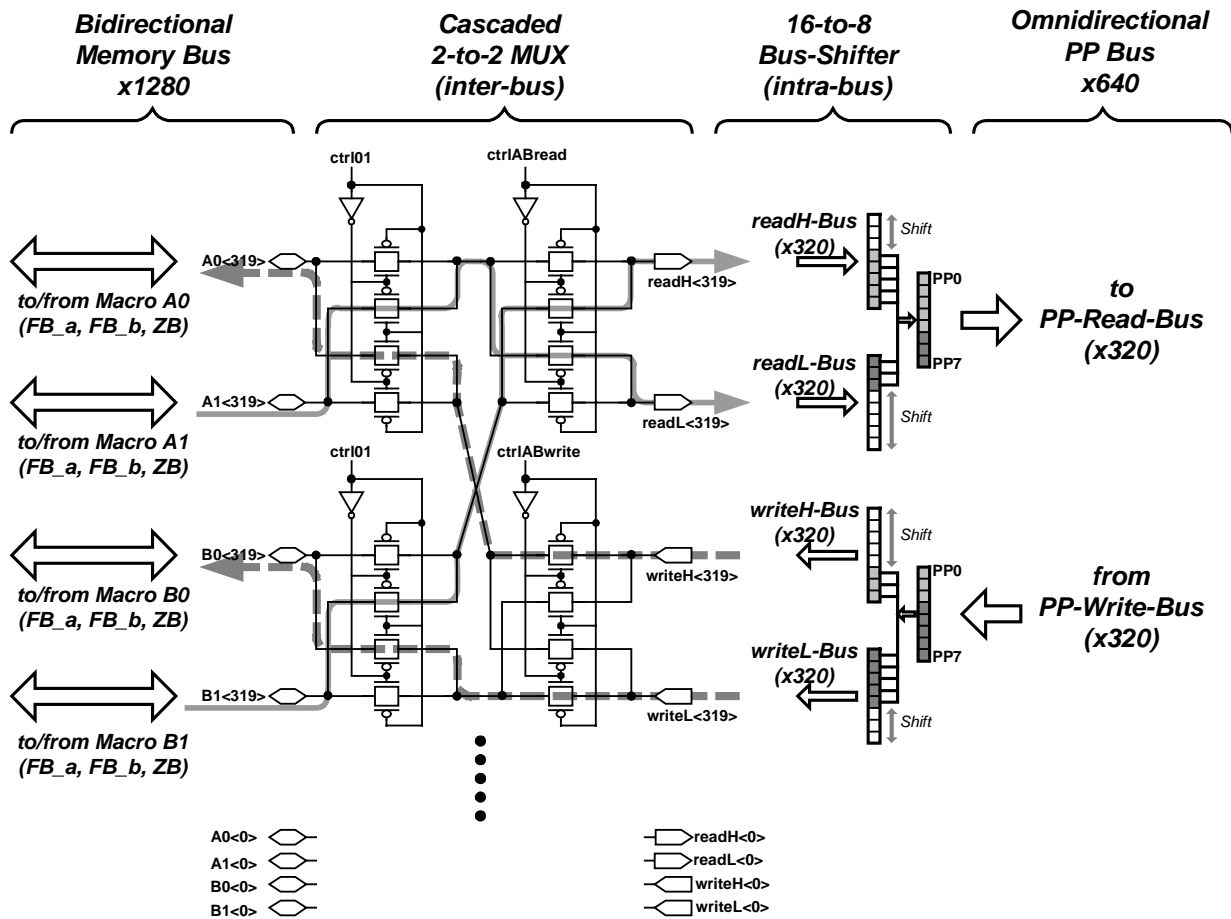 Bidirectional
Memory Bus
x1280
Cascaded
2-to-2 MUX
(inter-bus)
16-to-8
Bus-Shifter
(intra-bus)
Omnidirectional
PP Bus
x640
ctrl01
ctrlABread
A0<319>
to/from Macro A0
(FB_a, FB_b, ZB)
A1<319>
to/from Macro A1
(FB_a, FB_b, ZB)
readH<319>
readL<319>
readH-Bus
(x320)
Shift
readL-Bus
(x320)
Shift
PP0
PP7
to
PP-Read-Bus
(x320)
ctrl01
ctrlABwrite
B0<319>
to/from Macro B0
(FB_a, FB_b, ZB)
B1<319>
to/from Macro B1
(FB_a, FB_b, ZB)
writeH<319>
writeL<319>
writeH-Bus
(x320)
Shift
writeL-Bus
(x320)
Shift
PP0
PP7
from
PP-Write-Bus
(x320)
A0<0>
A1<0>
B0<0>
B1<0>
readH<0>
readL<0>
writeH<0>
writeL<0>